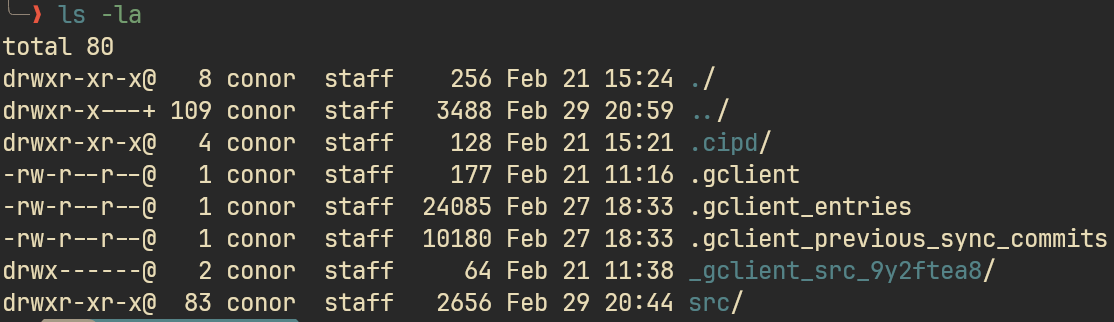 ❯ ls -la
total 80
drwxr-xr-x@   8 conor  staff    256 Feb 21 15:24 ./
drwxr-x---+ 109 conor  staff   3488 Feb 29 20:59 ../
drwxr-xr-x@   4 conor  staff    128 Feb 21 15:21 .cipd/
-rw-r--r--@   1 conor  staff    177 Feb 21 11:16 .gclient
-rw-r--r--@   1 conor  staff  24085 Feb 27 18:33 .gclient_entries
-rw-r--r--@   1 conor  staff  10180 Feb 27 18:33 .gclient_previous_sync_commits
drwx------@   2 conor  staff     64 Feb 21 11:38 _gclient_src_9y2ftea8/
drwxr-xr-x@  83 conor  staff   2656 Feb 29 20:44 src/